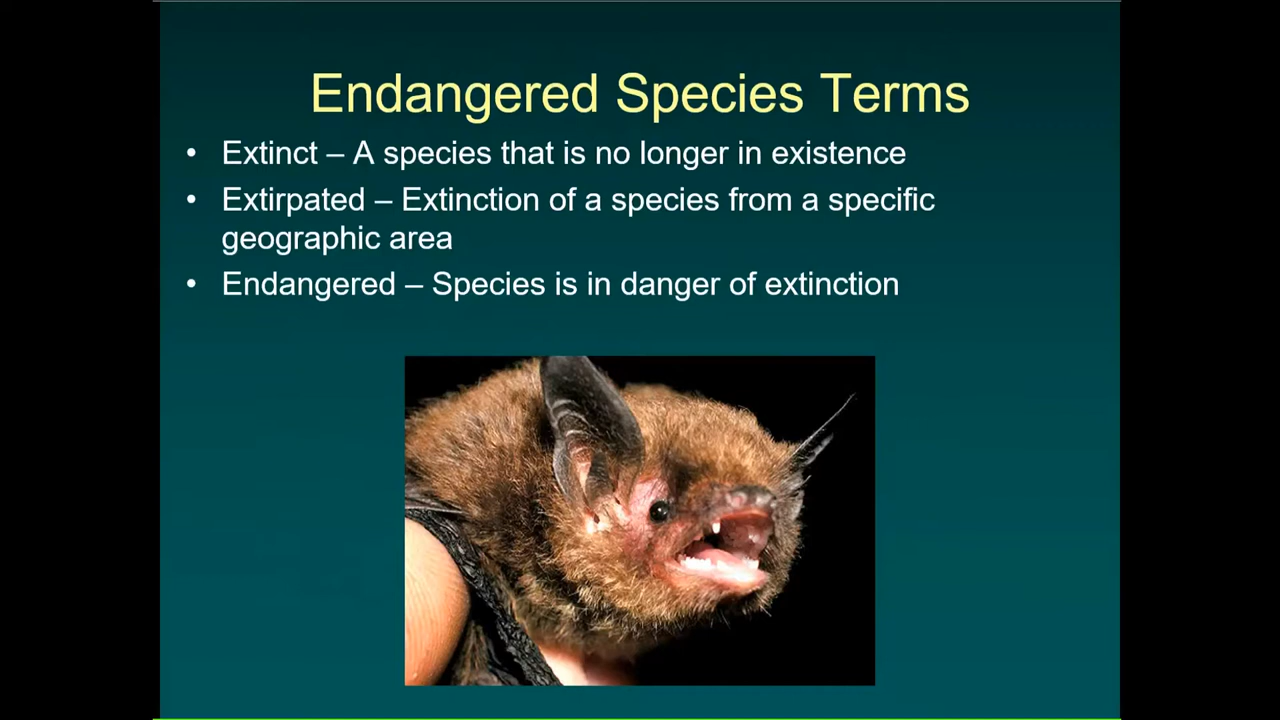 Endangered Species Terms
• Extinct – A species that is no longer in existence
• Extirpated – Extinction of a species from a specific
geographic area
• Endangered – Species is in danger of extinction